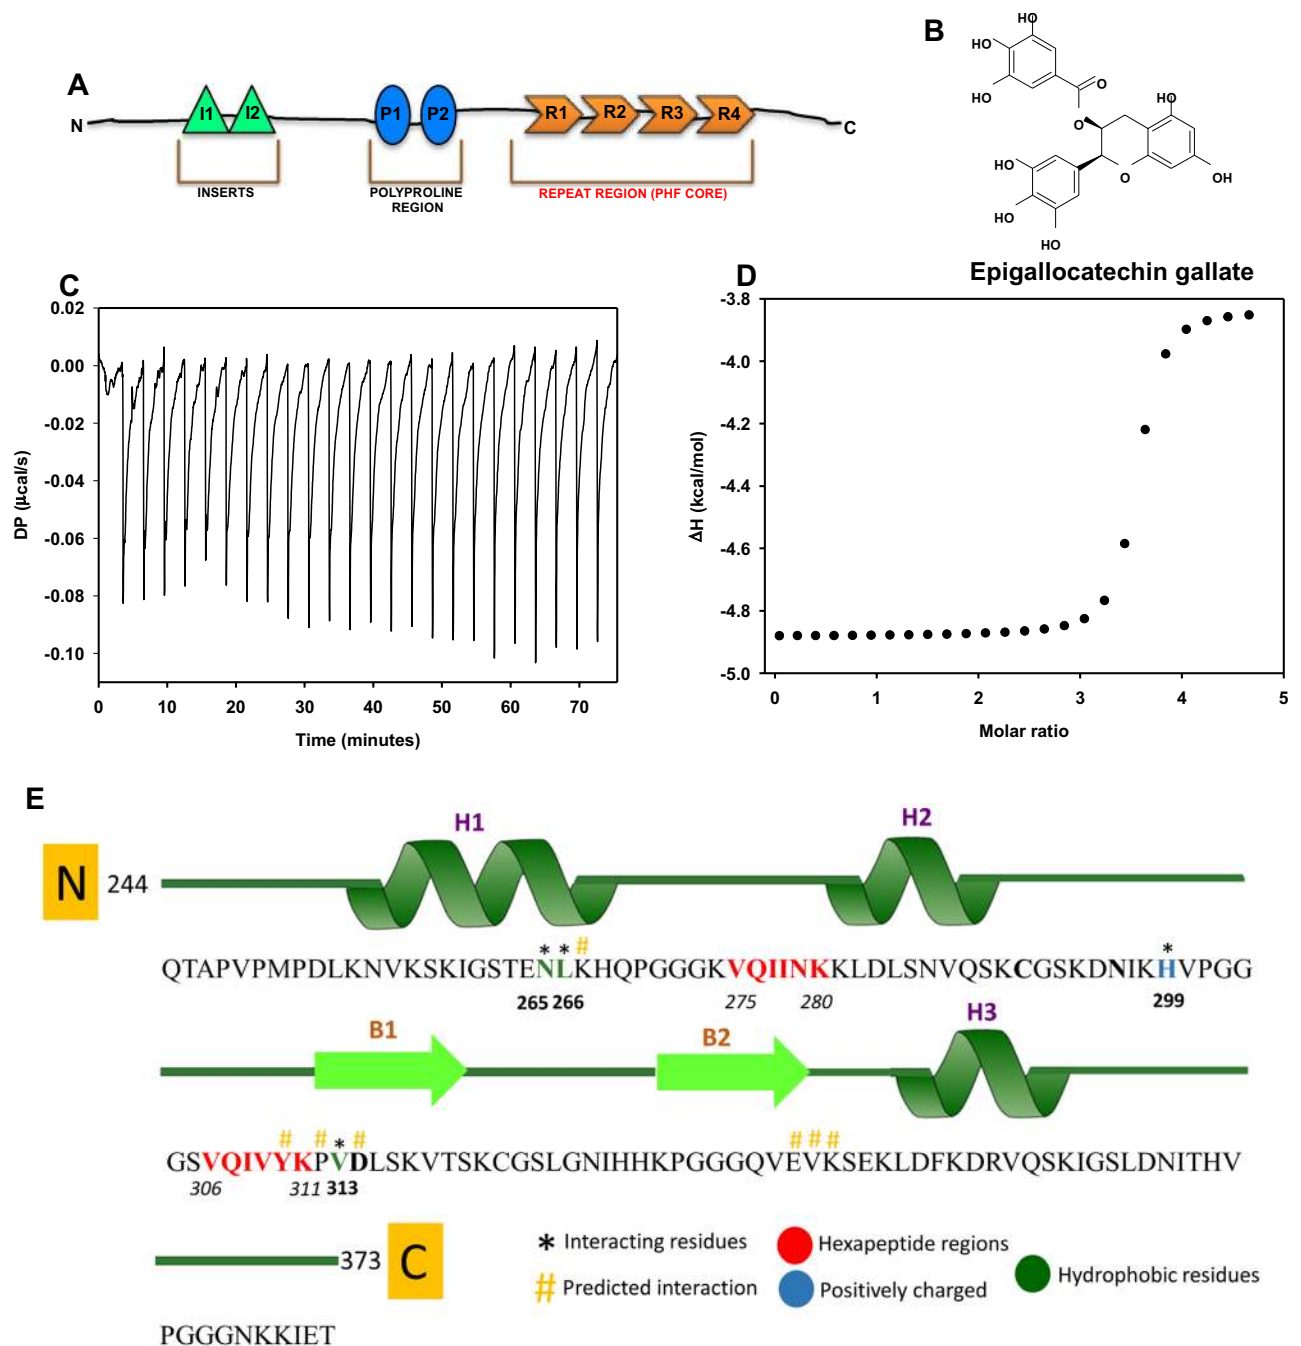 A
N
I1 I2
P1 P2
R1 R2 R3 R4
C
INSERTS
POLYPROLINE
REGION
REPEAT REGION (PHF CORE)
B
HO
HO
HO
O
O
HO
HO
HO
HO
O
OH
Epigallocatechin gallate
C
0.02
0.00
-0.02
-0.04
-0.06
-0.08
-0.10
DP (μcal/s)
0 10 20 30 40 50 60 70
Time (minutes)
D
-3.8
-4.0
-4.2
-4.4
-4.6
-4.8
-5.0
ΔH (kcal/mol)
0 1 2 3 4 5
Molar ratio
E
H1
H2
N 244
* * # *
QTAPVPMPDLKNVKSKIGSTENLKHQPGGGKVQIINKKLDLSNVQSKCGSKDNIKHVPGG
265 266 275 280 299
B1
B2
H3
# # * # # # #
GSVQIVYKPVDLSKVTSKCGSLGNIHHKPGGGQVEVKSEKLDFKDRVQSKIGSLDNITHV
306 311 313
373 C
PGGGNKKIET
* Interacting residues
# Predicted interaction
Hexapeptide regions
Positively charged
Hydrophobic residues